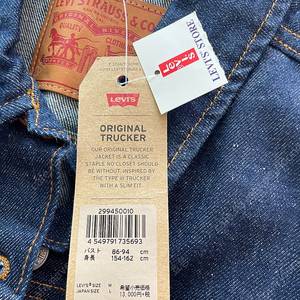 LEVI STRAUSS & CO
QUALITY
LEVI'S STORE
LEVI'S
Levi's
ORIGINAL
TRUCKER
OUR ORIGINAL TRUCKER
JACKET IS A CLASSIC
STAPLE NO CLOSET SHOULD
BE WITHOUT. INSPIRED
BY THE TYPE III TRUCKER
WITH A SLIM FIT.
299450010
4 549791 735693
バスト 86-94 cm
身長 154-162 cm
LEVI'S SIZE M
JAPAN SIZE L
希望小売価格
13,000円+税